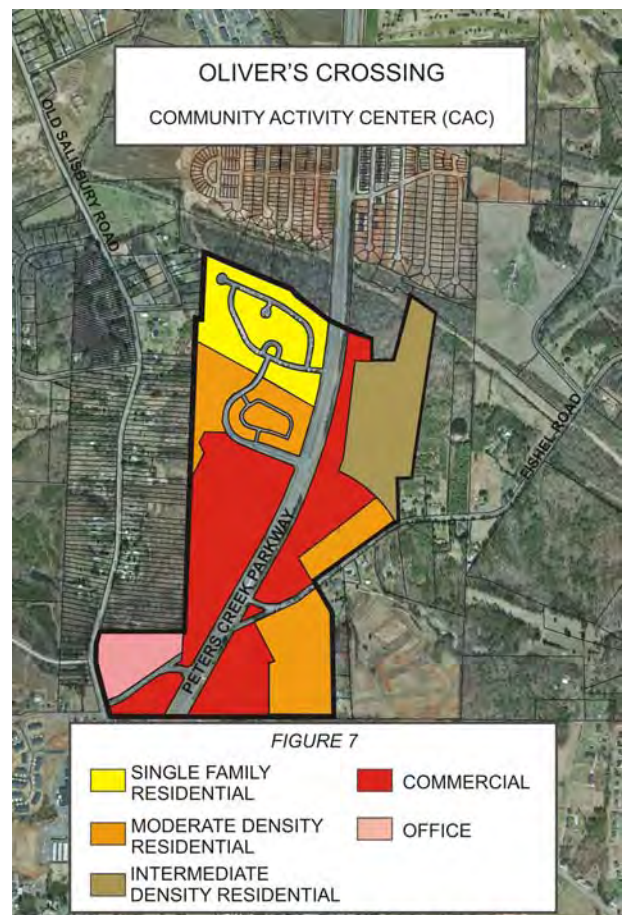 OLIVER'S CROSSING
COMMUNITY ACTIVITY CENTER (CAC)
OLD SALISBURY ROAD
FISHEL ROAD
PETERS CREEK PARKWAY
FIGURE 7
SINGLE FAMILY
RESIDENTIAL
MODERATE DENSITY
RESIDENTIAL
INTERMEDIATE
DENSITY RESIDENTIAL
COMMERCIAL
OFFICE